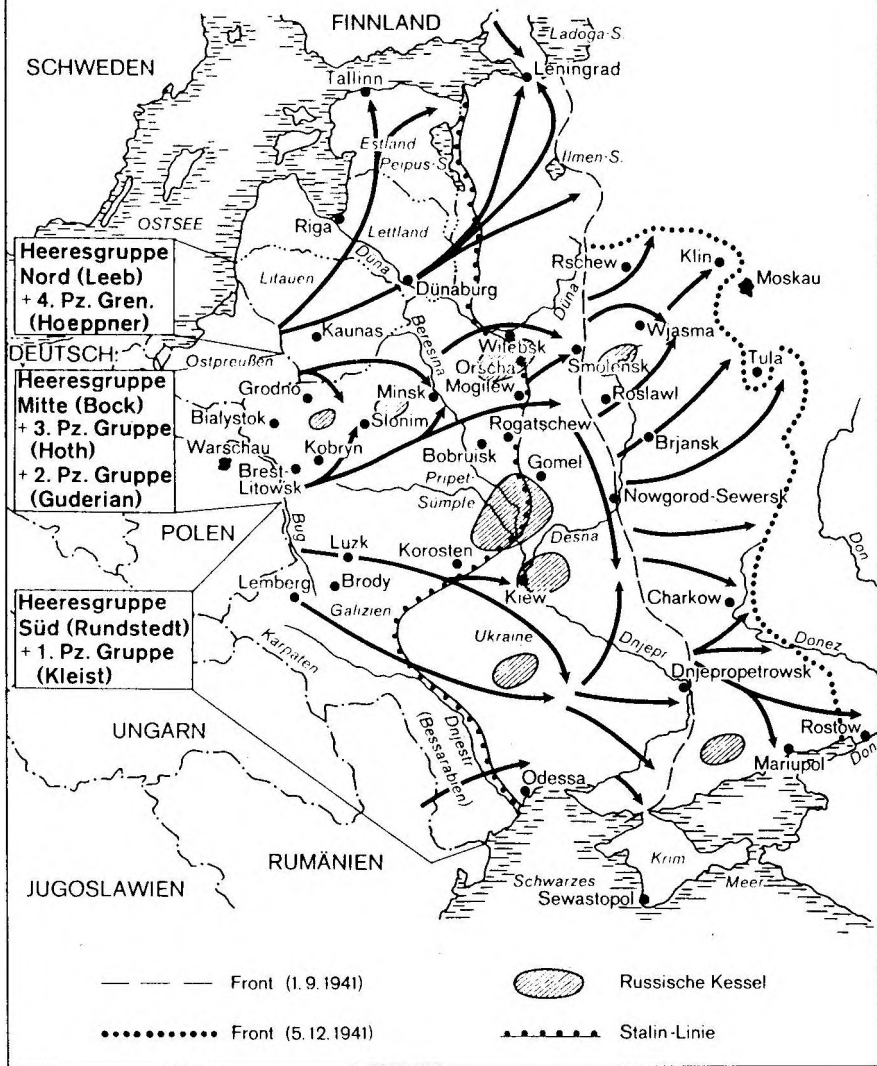 FINNLAND
Ladoga-S.
SCHWEDEN
Leningrad
Tallinn
Estland
Peipus-S.
Ilmen-S.
OSTSEE
Riga
Lettland
Düna
Dünaburg
Litauen
Heeresgruppe
Nord (Leeb)
+ 4. Pz. Gren.
(Hoeppner)
Rschew
Klin
Moskau
Düna
Kaunas
Beresina
Witebsk
Wjasma
DEUTSCH:
Ostpreußen
Orscha
Smolensk
Tula
Heeresgruppe
Mitte (Bock)
+ 3. Pz. Gruppe
(Hoth)
+ 2. Pz. Gruppe
(Guderian)
Grodno
Minsk
Mogilew
Roslawl
Bialystok
Slonim
Rogatschew
Warschau
Kobryn
Bobruisk
Brjansk
Brest-
Litowsk
Gomel
Pripet-
Sümpfe
Nowgorod-Sewersk
POLEN
Bug
Luzk
Korosten
Desna
Don
Lemberg
Brody
Kiew
Charkow
Galizien
Heeresgruppe
Süd (Rundstedt)
+ 1. Pz. Gruppe
(Kleist)
Karpaten
Ukraine
Dnjepr
Donez
Dnjepropetrowsk
UNGARN
Dnjestr
(Bessarabien)
Rostow
Mariupol
Don
Odessa
RUMÄNIEN
Krim
JUGOSLAWIEN
Schwarzes
Meer
Sewastopol
Front (1.9.1941)
Russische Kessel
Front (5.12.1941)
Stalin-Linie